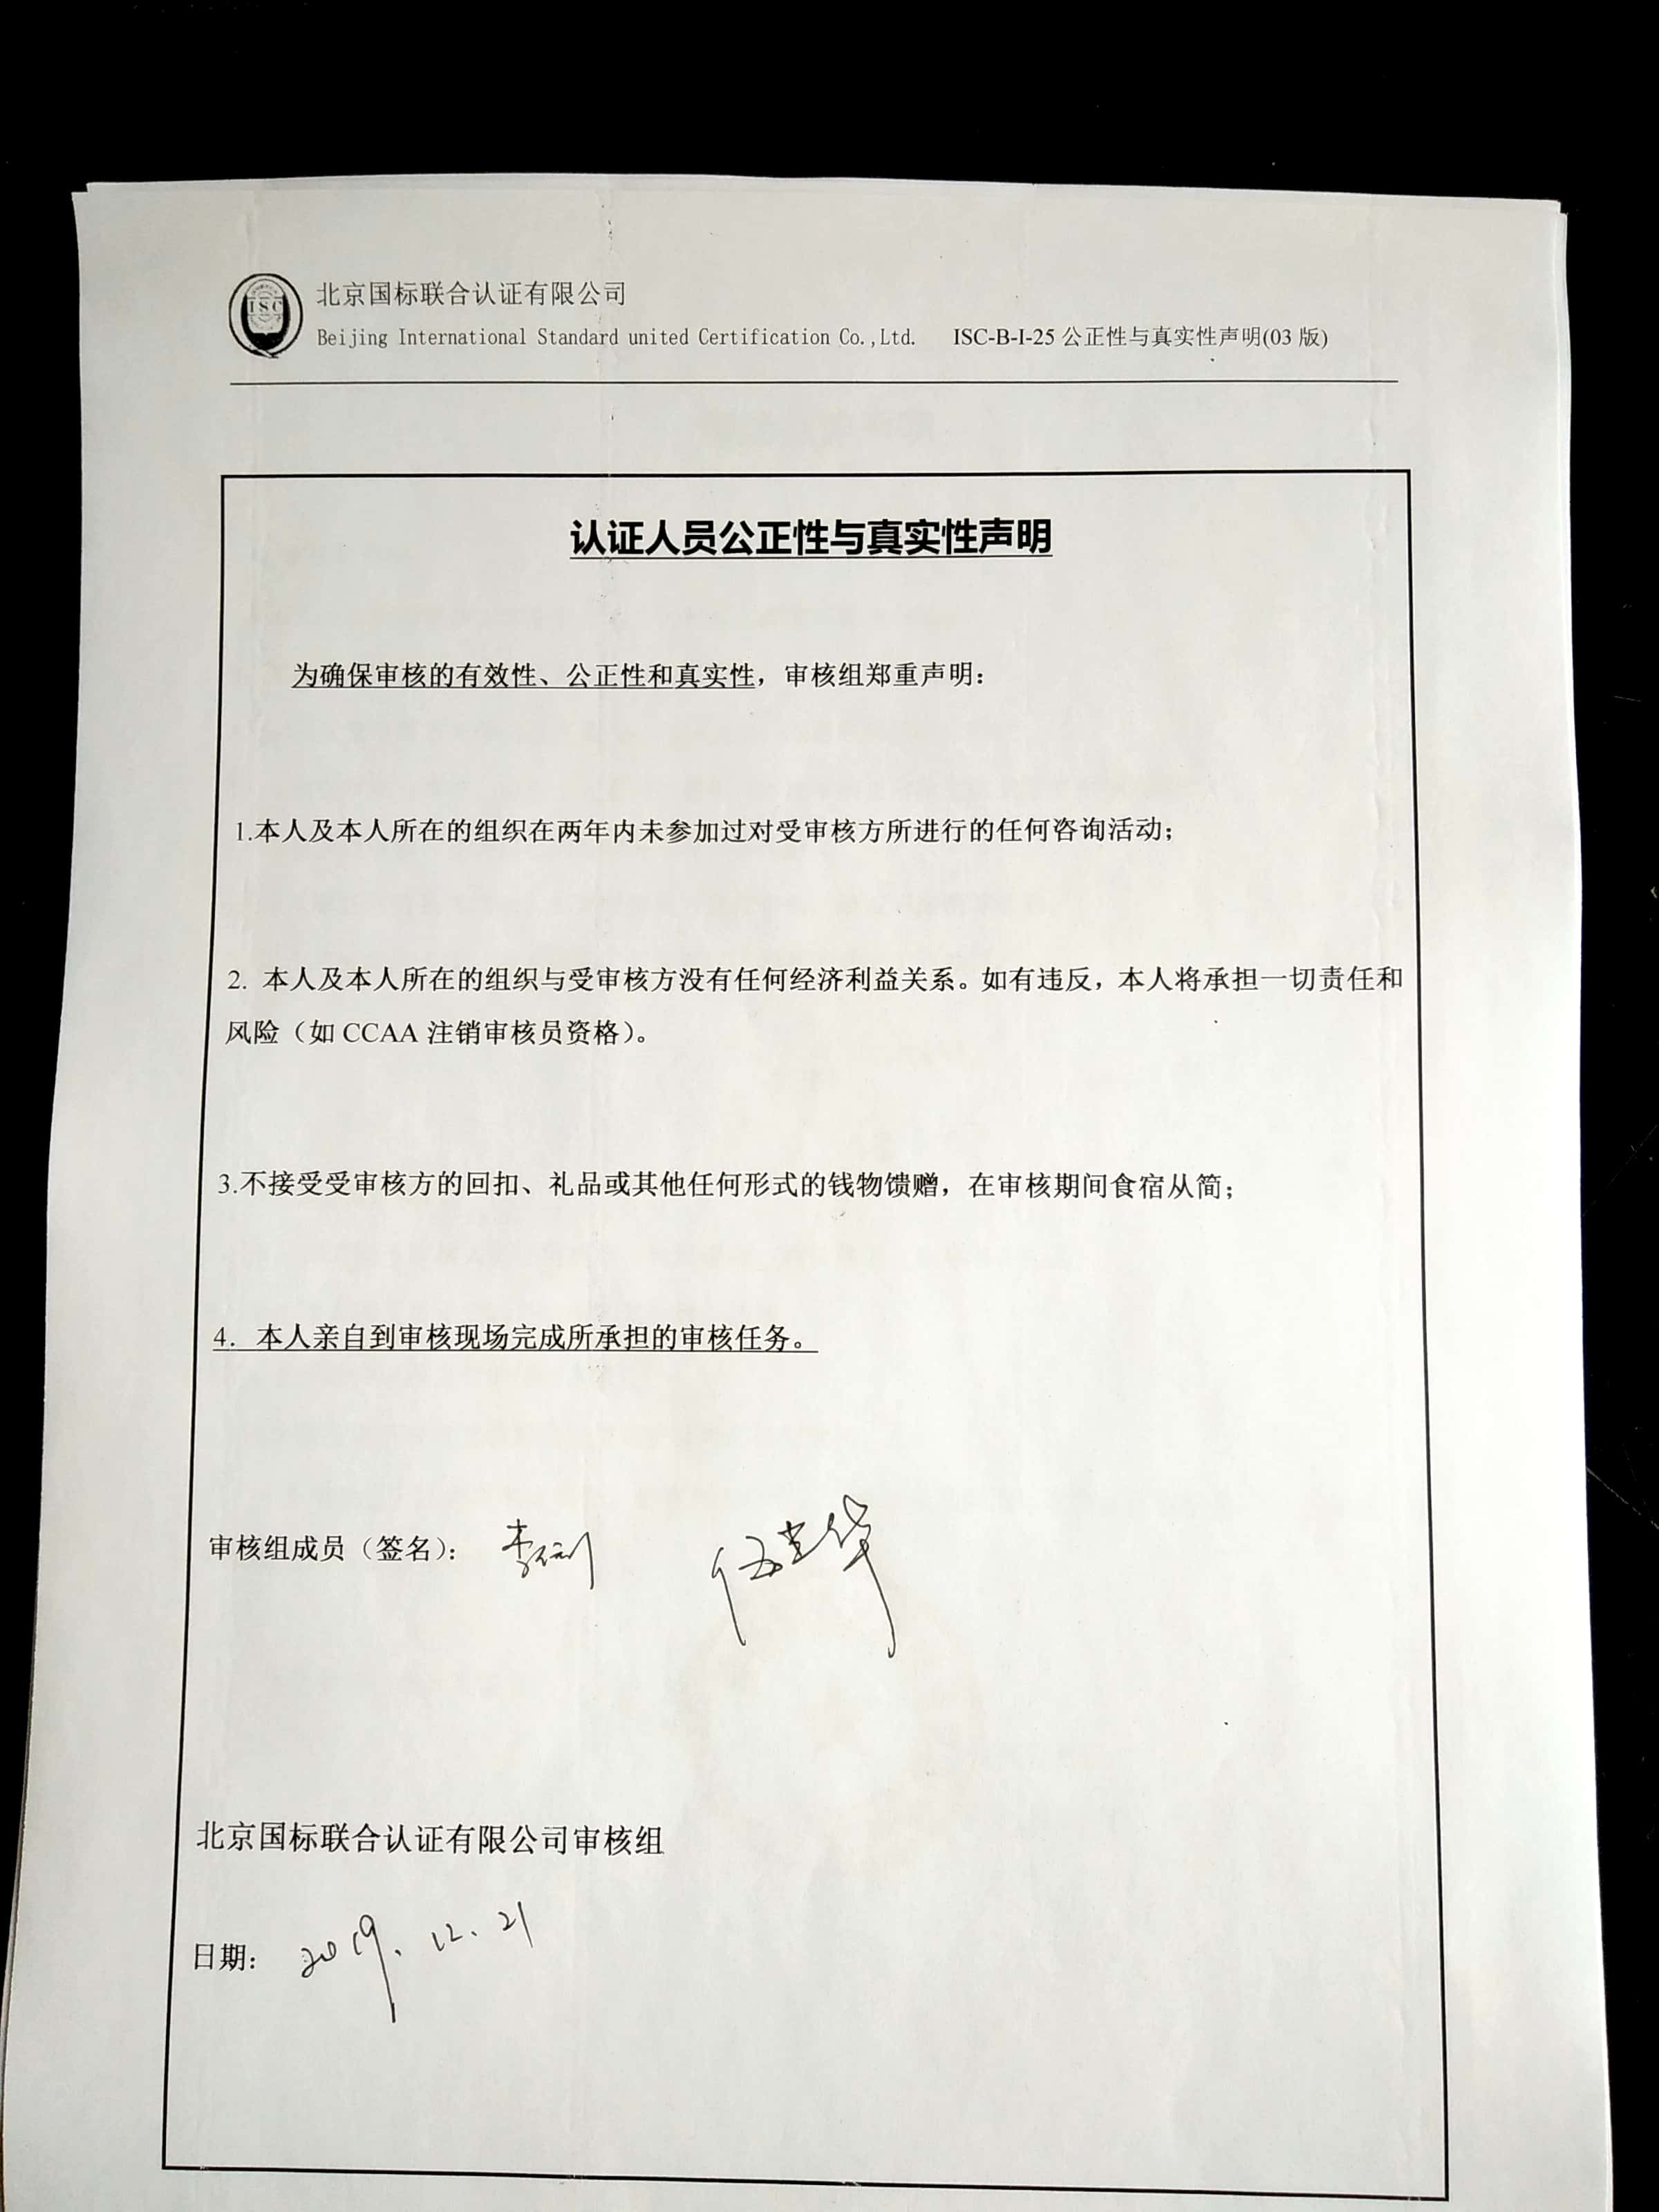 ISC
北京国标联合认证有限公司
Beijing International Standard united Certification Co.,Ltd. ISC-B-I-25 公正性与真实性声明(03 版)
认证人员公正性与真实性声明
为确保审核的有效性、公正性和真实性，审核组郑重声明：
1.本人及本人所在的组织在两年内未参加过对受审核方所进行的任何咨询活动；
2. 本人及本人所在的组织与受审核方没有任何经济利益关系。如有违反，本人将承担一切责任和
风险（如 CCAA 注销审核员资格）。
3.不接受受审核方的回扣、礼品或其他任何形式的钱物馈赠，在审核期间食宿从简；
4. 本人亲自到审核现场完成所承担的审核任务。
审核组成员（签名）：
北京国标联合认证有限公司审核组
日期： 2019. 12. 21